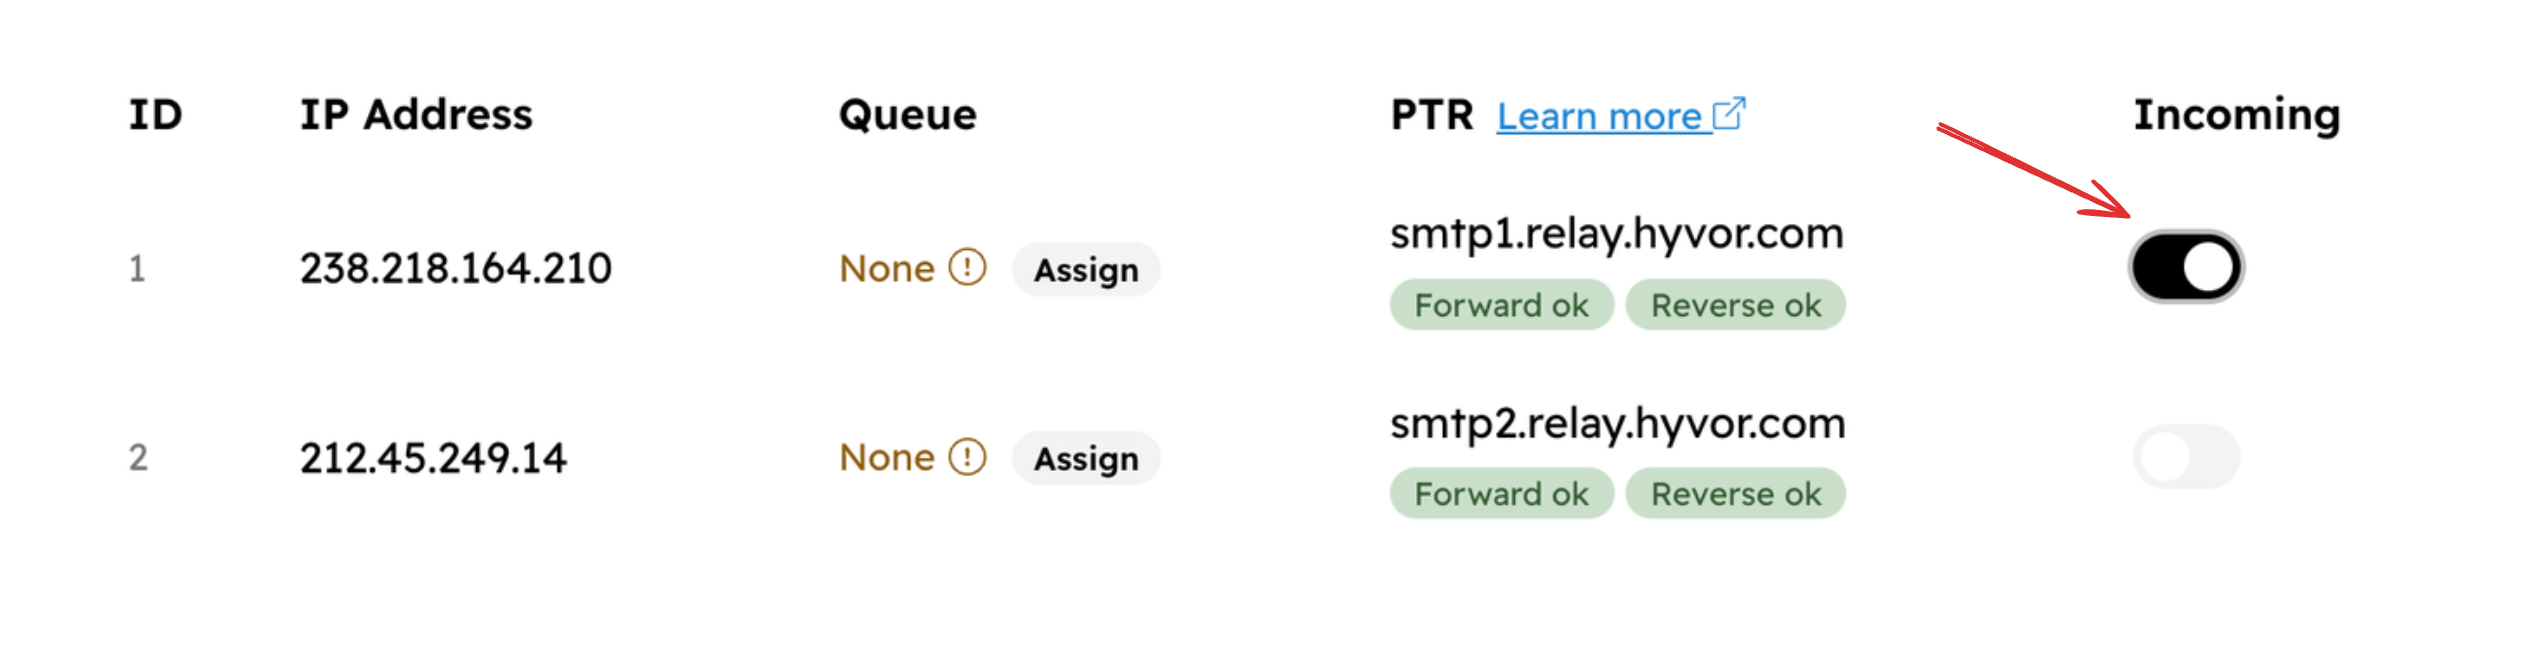 ID IP Address Queue PTR Learn more Incoming
1 238.218.164.210 None Assign smtp1.relay.hyvor.com
Forward ok Reverse ok
2 212.45.249.14 None Assign smtp2.relay.hyvor.com
Forward ok Reverse ok